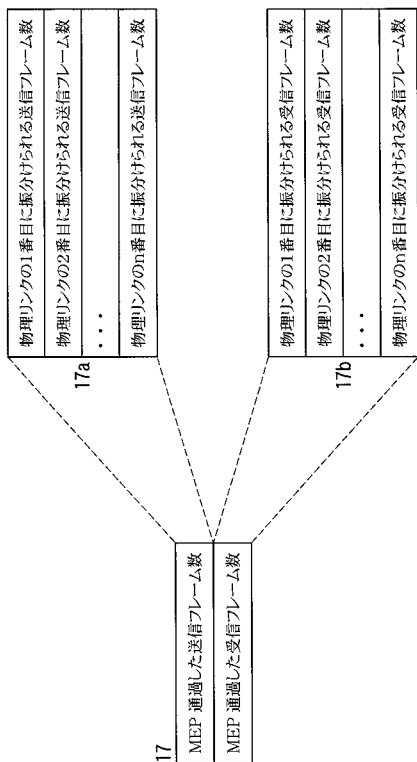 17
MEP 通過した送信フレーム数
MEP 通過した受信フレーム数
17a
物理リンクの1番目に振分けられる送信フレーム数
物理リンクの2番目に振分けられる送信フレーム数
・・・
物理リンクのn番目に振分けられる送信フレーム数
17b
物理リンクの1番目に振分けられる受信フレーム数
物理リンクの2番目に振分けられる受信フレーム数
・・・
物理リンクのn番目に振分けられる受信フレーム数